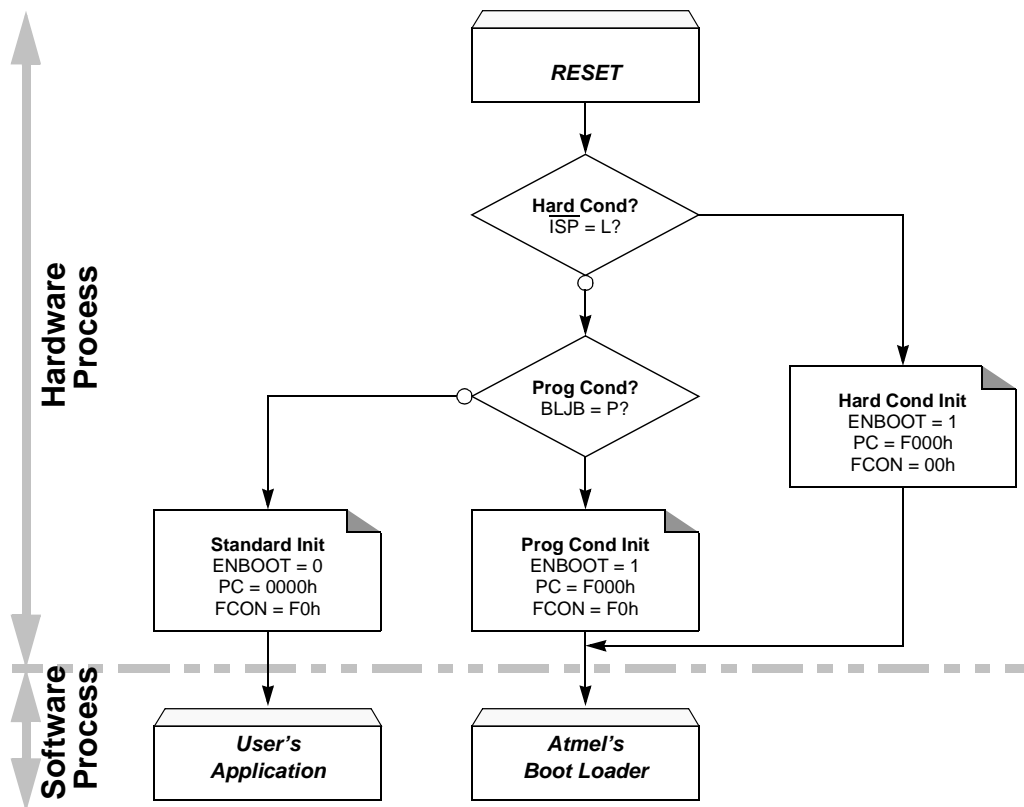 RESET
Hard Cond?
ISP = L?
Prog Cond?
BLJB = P?
Hard Cond Init
ENBOOT = 1
PC = F000h
FCON = 00h
Standard Init
ENBOOT = 0
PC = 0000h
FCON = F0h
Prog Cond Init
ENBOOT = 1
PC = F000h
FCON = F0h
User's
Application
Atmel's
Boot Loader
Hardware
Process
Software
Process